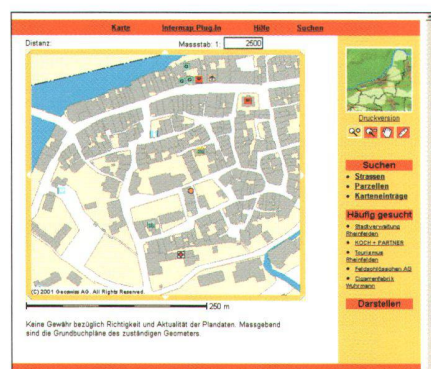 Karte Intermap Plug-In Hilfe Suchen
Distanz: Massstab: 1: 2500
Druckversion
Suchen
Strassen
Parzellen
Karteneinträge
Häufig gesucht
Stadtverwaltung
Rheinfelden
KOCH + PARTNER
Tourismus
Rheinfelden
Feldschlösschen AG
Wuhrmann
Darstellen
(C) 2001 Geoswiss AG. All Rights Reserved.
250 m
Keine Gewähr bezüglich Richtigkeit und Aktualität der Plandaten. Massgebend
sind die Grundbuchpläne des zuständigen Geometers.